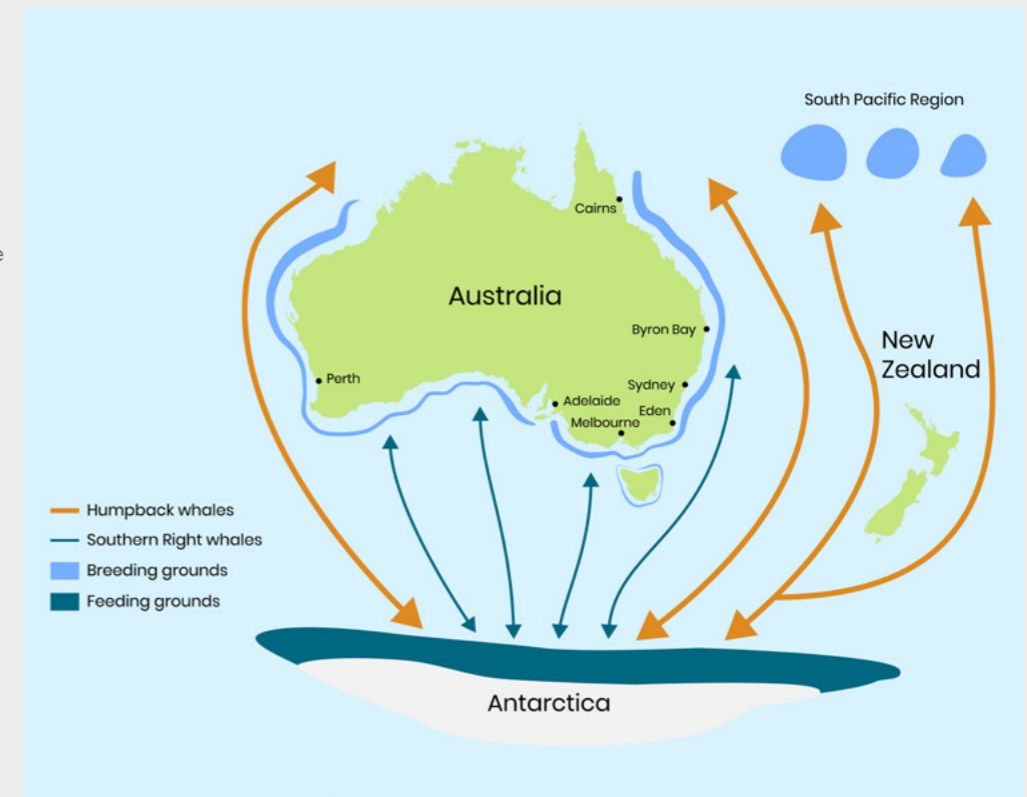 South Pacific Region
Cairns
Australia
Byron Bay
New
Zealand
Perth
Sydney
Adelaide
Eden
Melbourne
Humpback whales
Southern Right whales
Breeding grounds
Feeding grounds
Antarctica
e